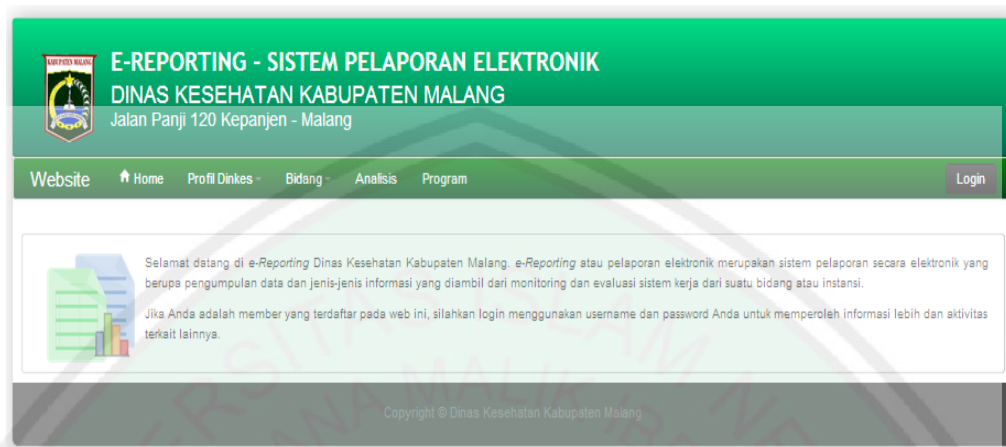 KABUPATEN MALANG
E-REPORTING - SISTEM PELAPORAN ELEKTRONIK
DINAS KESEHATAN KABUPATEN MALANG
Jalan Panji 120 Kepanjen - Malang
Website Home Profil Dinkes Bidang Analisis Program Login
Selamat datang di e-Reporting Dinas Kesehatan Kabupaten Malang. e-Reporting atau pelaporan elektronik merupakan sistem pelaporan secara elektronik yang
berupa pengumpulan data dan jenis-jenis informasi yang diambil dari monitoring dan evaluasi sistem kerja dari suatu bidang atau instansi.
Jika Anda adalah member yang terdaftar pada web ini, silahkan login menggunakan username dan password Anda untuk memperoleh informasi lebih dan aktivitas
terkait lainnya.
Copyright © Dinas Kesehatan Kabupaten Malang